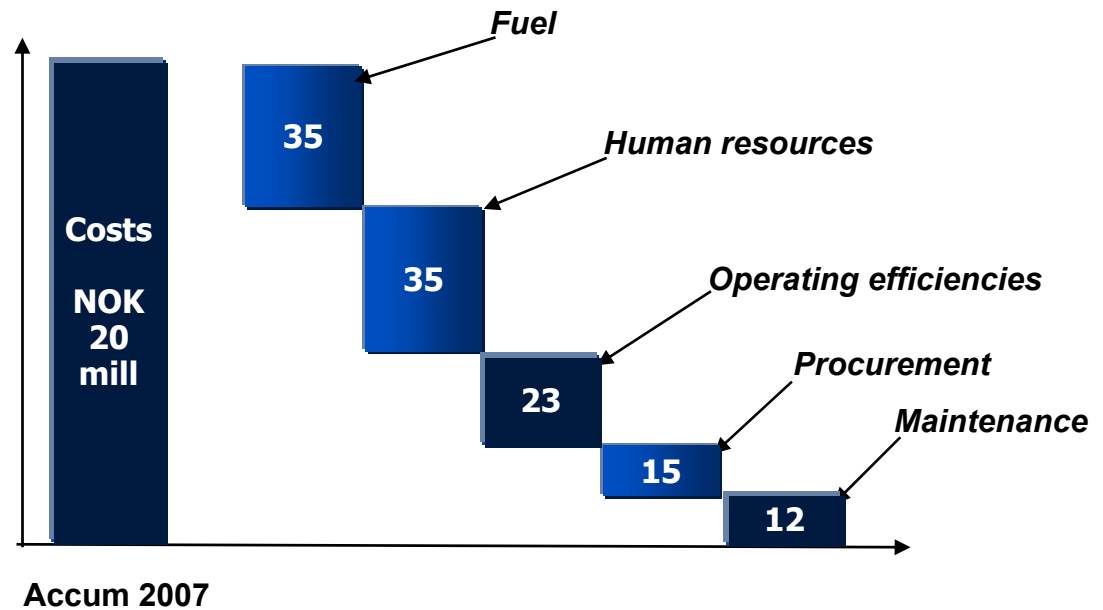 Fuel
35
Human resources
Costs
NOK
20
mill
35
Operating efficiencies
23
Procurement
15
Maintenance
12
Accum 2007